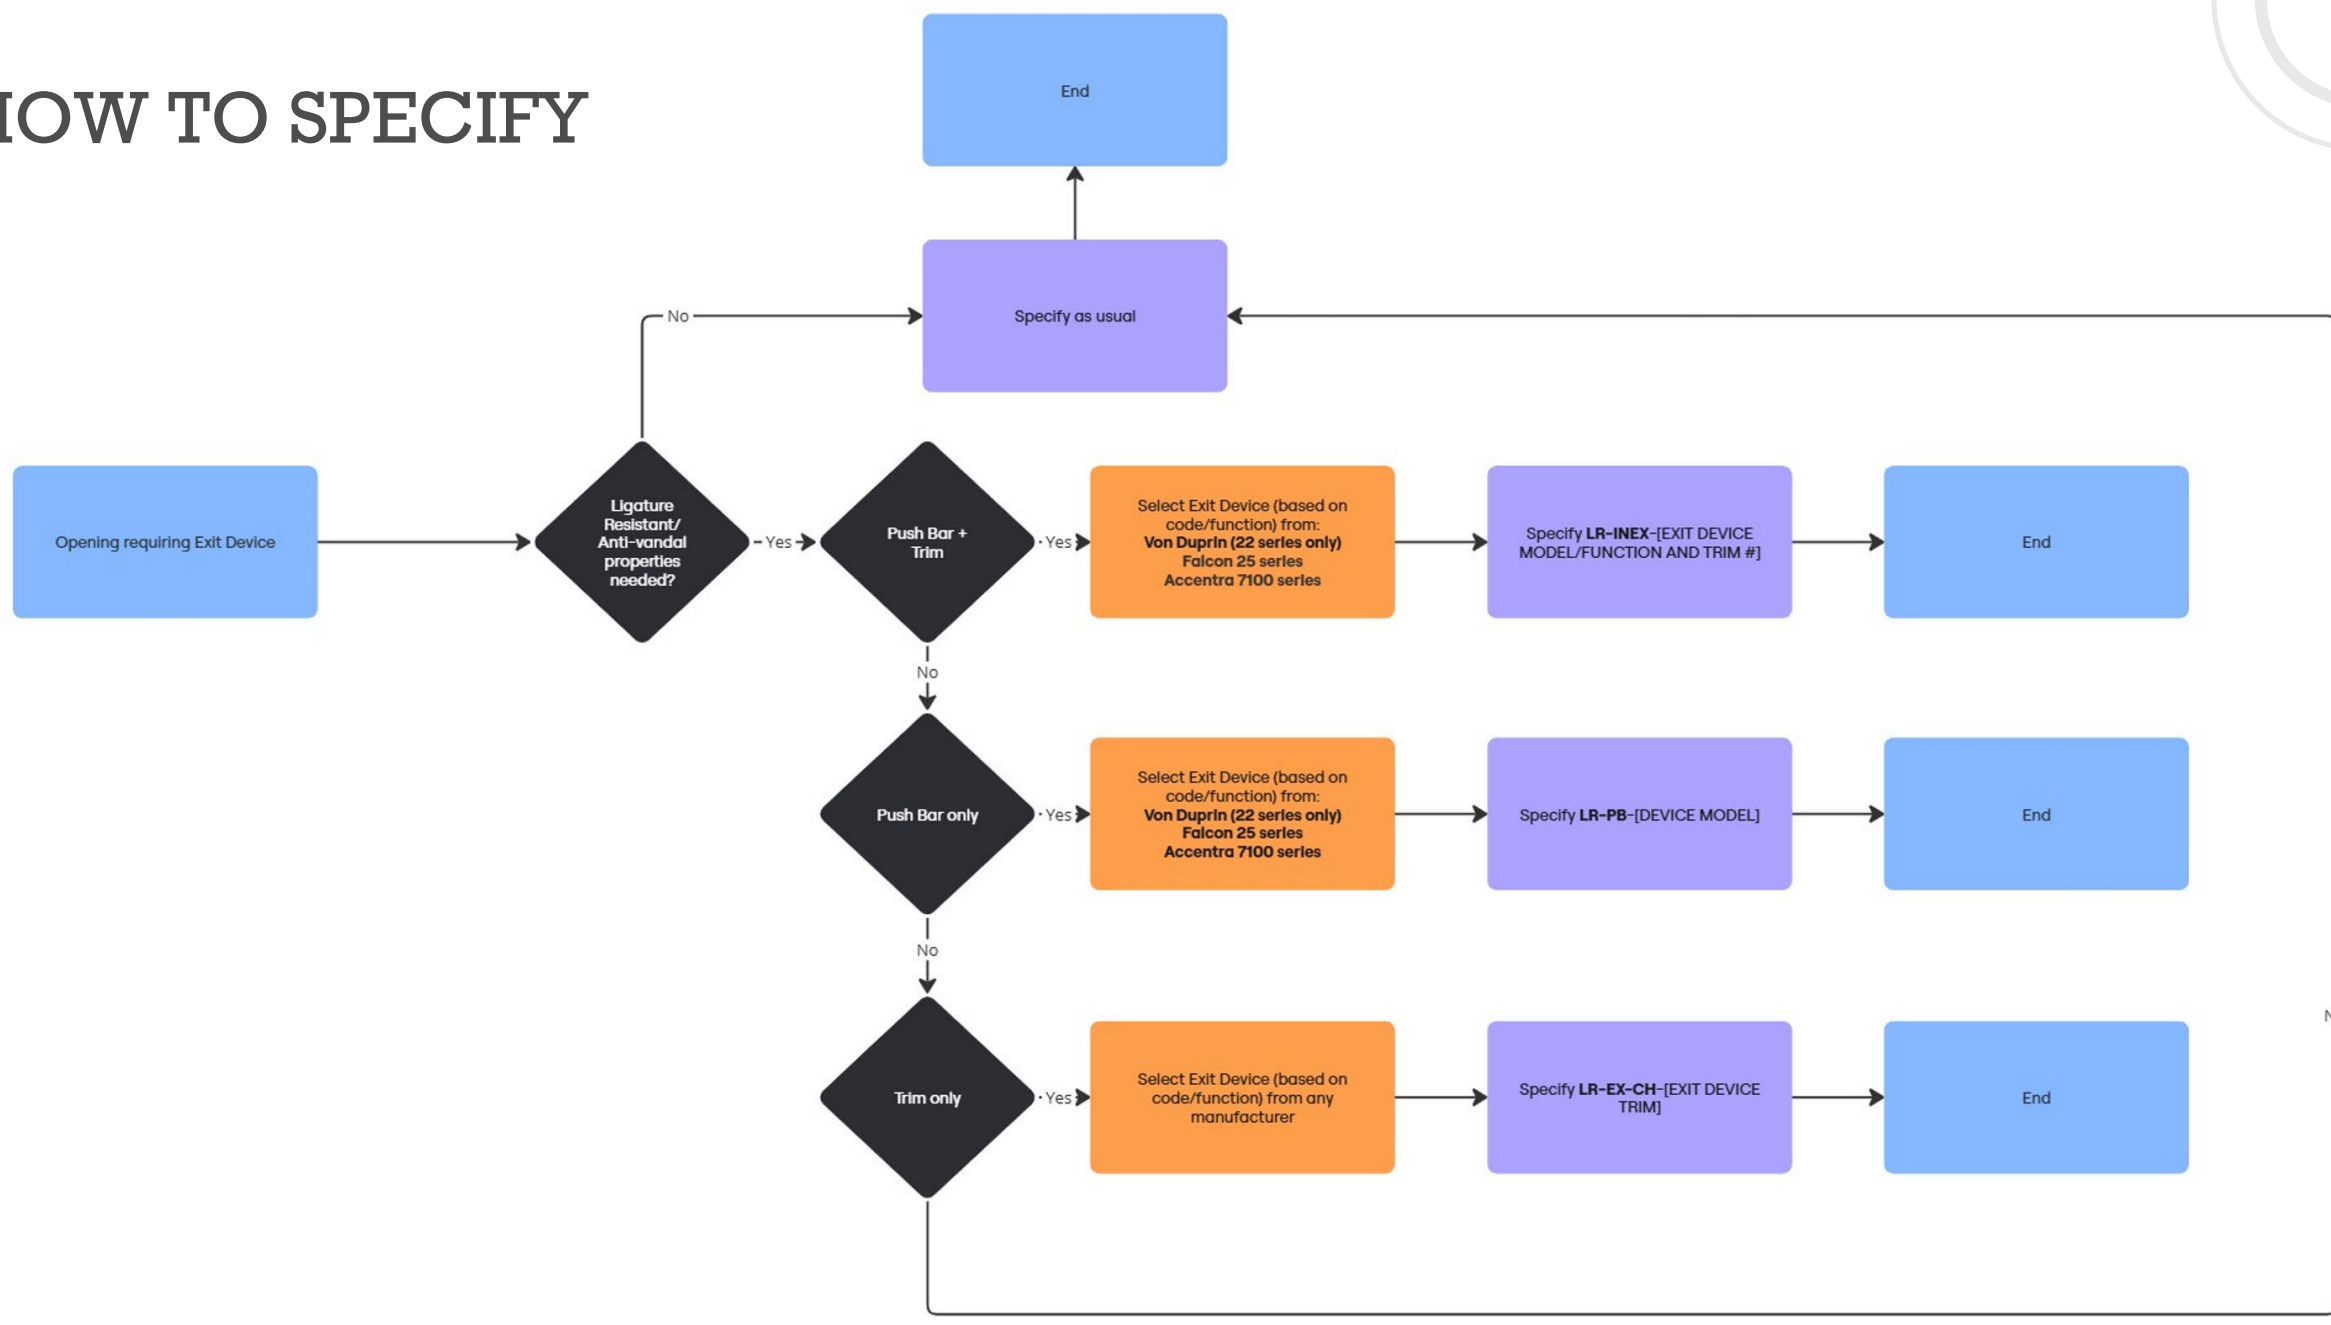 HOW TO SPECIFY
End
Specify as usual
No
Opening requiring Exit Device
Ligature
Resistant/
Anti-vandal
properties
needed?
Yes
Push Bar +
Trim
Yes
Select Exit Device (based on
code/function) from:
Von Duprin (22 series only)
Falcon 25 series
Accentra 7100 series
Specify LR-INEX-[EXIT DEVICE
MODEL/FUNCTION AND TRIM #]
End
No
Push Bar only
Yes
Select Exit Device (based on
code/function) from:
Von Duprin (22 series only)
Falcon 25 series
Accentra 7100 series
Specify LR-PB-[DEVICE MODEL]
End
No
Trim only
Yes
Select Exit Device (based on
code/function) from any
manufacturer
Specify LR-EX-CH-[EXIT DEVICE
TRIM]
End